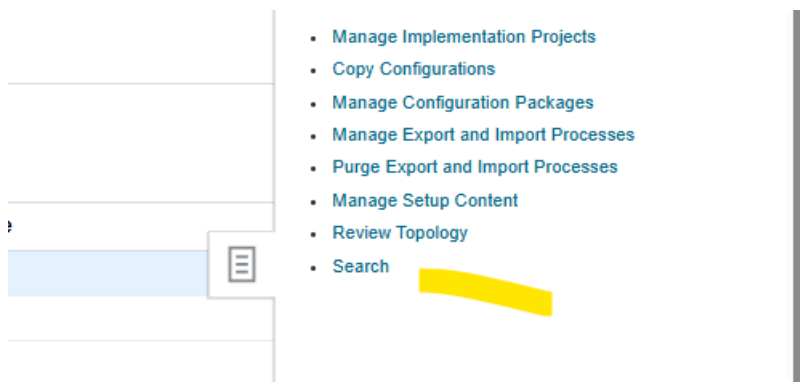 Manage Implementation Projects
Copy Configurations
Manage Configuration Packages
Manage Export and Import Processes
Purge Export and Import Processes
Manage Setup Content
Review Topology
Search